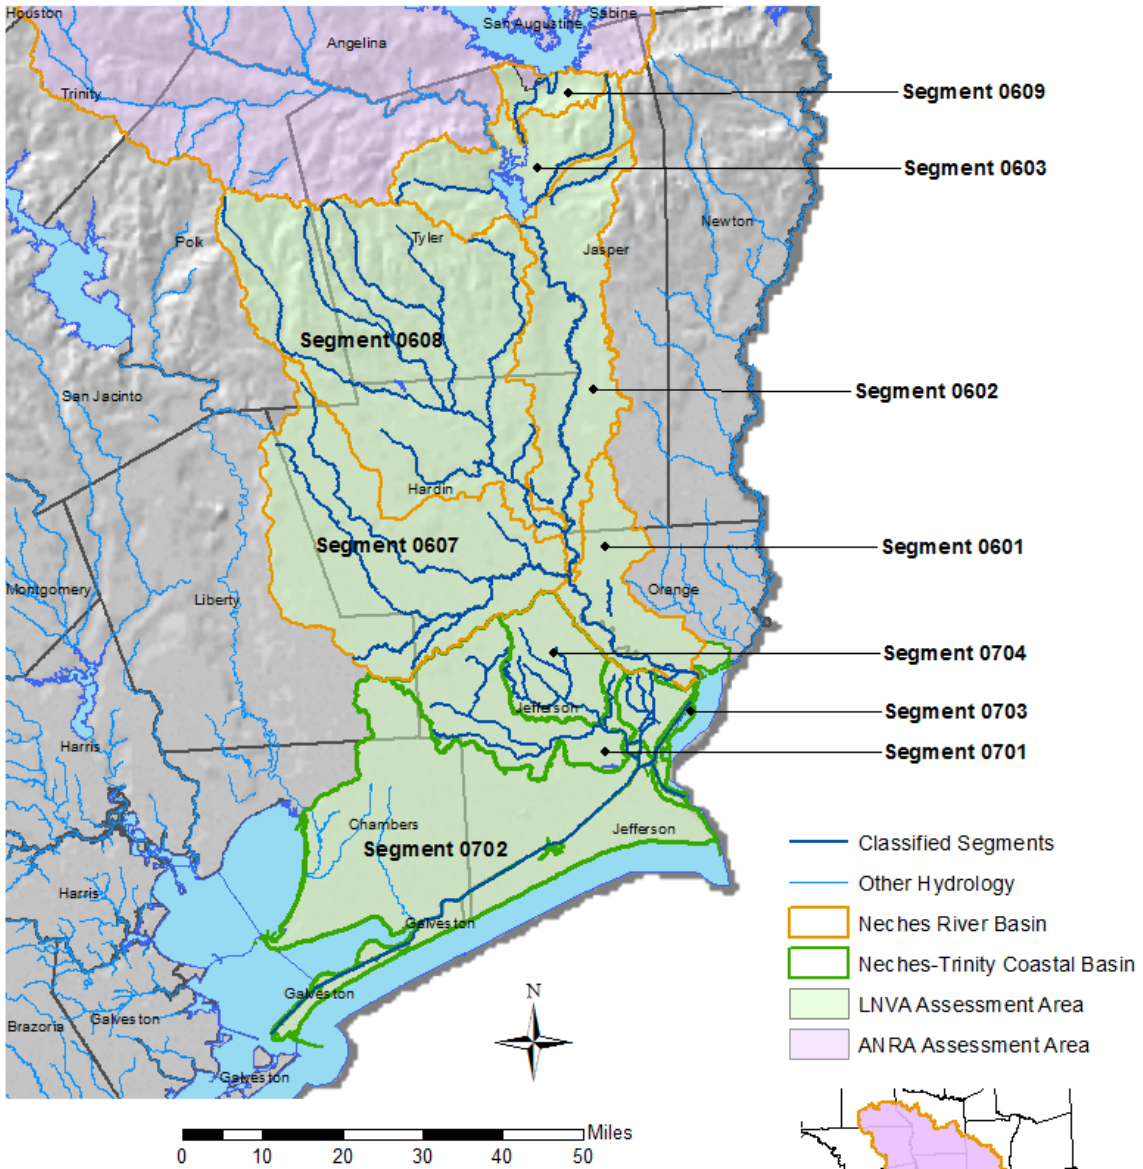 Houston
Sabine
San Augustine
Angelina
Trinity
Segment 0609
Segment 0603
Newton
Polk
Tyler
Jasper
Segment 0608
Segment 0602
San Jacinto
Hardin
Segment 0607
Segment 0601
Montgomery
Liberty
Orange
Segment 0704
Jefferson
Segment 0703
Harris
Segment 0701
Chambers
Jefferson
Segment 0702
Classified Segments
Other Hydrology
Harris
Galveston
Neches River Basin
Neches-Trinity Coastal Basin
Galveston
N
LNVA Assessment Area
Brazoria
Galveston
ANRA Assessment Area
Galveston
Miles
0 10 20 30 40 50